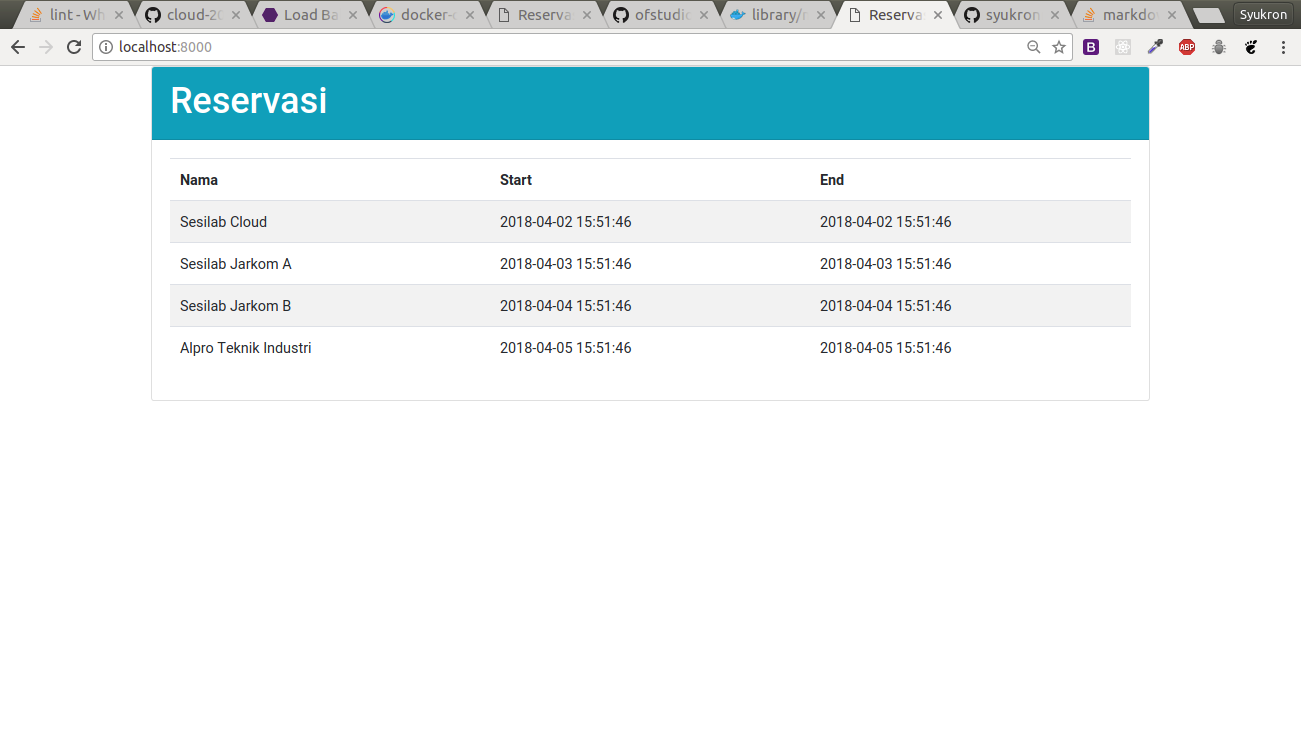 lint - Wh
cloud-20
Load Ba
docker-
Reserva
ofstudio
library/
Reserva
syukron
markdo
Syukron
localhost:8000
B
ABP
Reservasi
Nama Start End
Sesilab Cloud 2018-04-02 15:51:46 2018-04-02 15:51:46
Sesilab Jarkom A 2018-04-03 15:51:46 2018-04-03 15:51:46
Sesilab Jarkom B 2018-04-04 15:51:46 2018-04-04 15:51:46
Alpro Teknik Industri 2018-04-05 15:51:46 2018-04-05 15:51:46